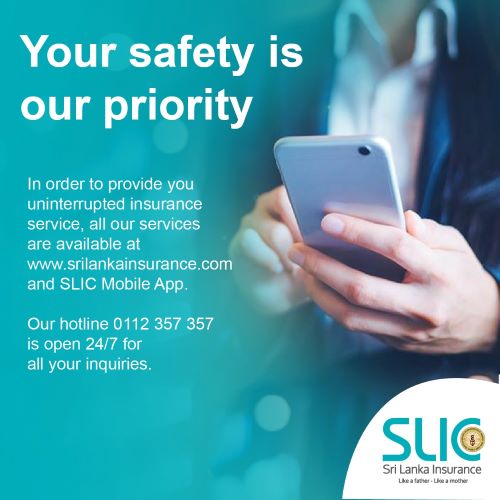 Your safety is
our priority
In order to provide you
uninterrupted insurance
service, all our services
are available at
www.srilankainsurance.com
and SLIC Mobile App.
Our hotline 0112 357 357
is open 24/7 for
all your inquiries.
SLIC
Sri Lanka Insurance
Like a father - Like a mother